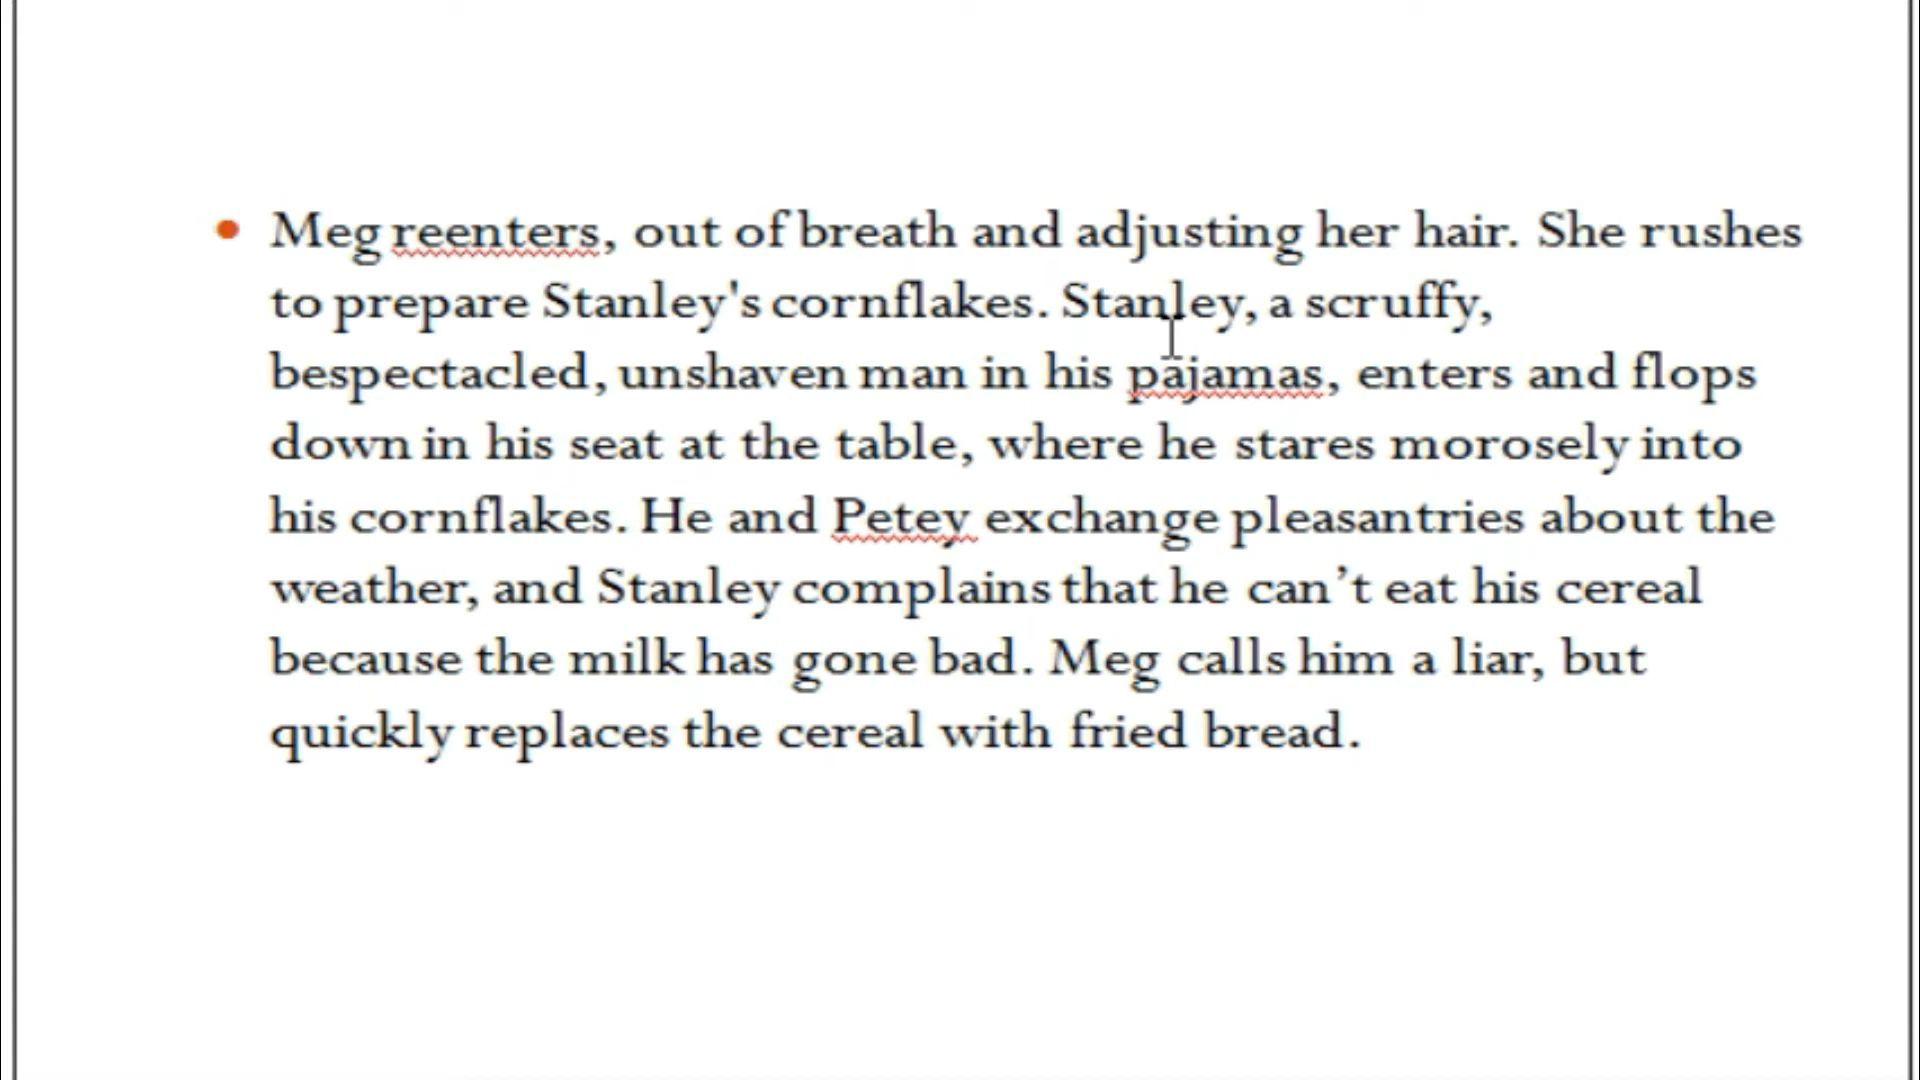 • Meg reenters, out of breath and adjusting her hair. She rushes
to prepare Stanley's cornflakes. Stanley, a scruffy,
bespectacled, unshaven man in his pajamas, enters and flops
down in his seat at the table, where he stares morosely into
his cornflakes. He and Petey exchange pleasantries about the
weather, and Stanley complains that he can’t eat his cereal
because the milk has gone bad. Meg calls him a liar, but
quickly replaces the cereal with fried bread.